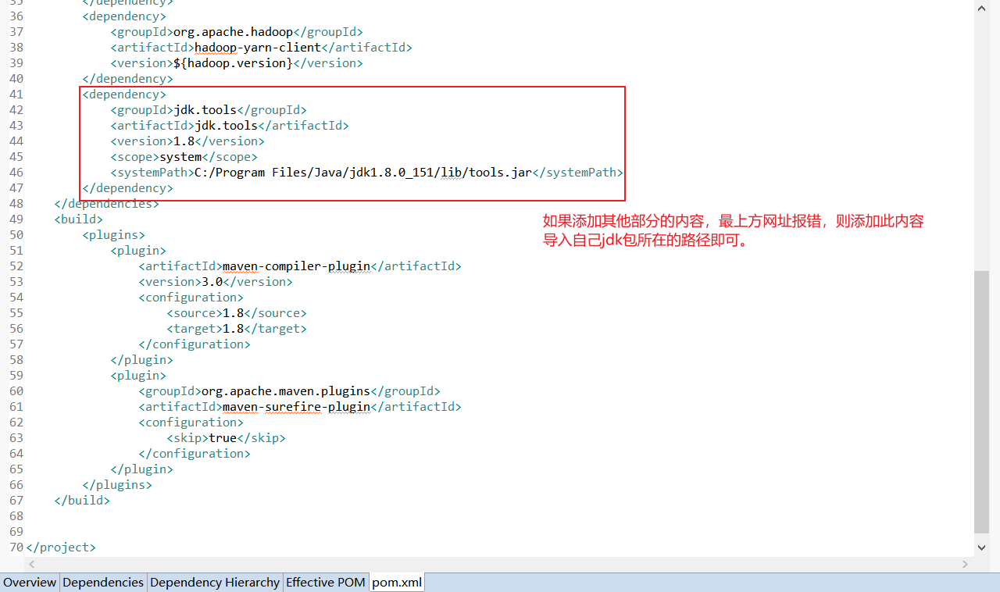 35        </dependency>
36        <dependency>
37            <groupId>org.apache.hadoop</groupId>
38            <artifactId>hadoop-yarn-client</artifactId>
39            <version>${hadoop.version}</version>
40        </dependency>
41        <dependency>
42            <groupId>jdk.tools</groupId>
43            <artifactId>jdk.tools</artifactId>
44            <version>1.8</version>
45            <scope>system</scope>
46            <systemPath>C:/Program Files/Java/jdk1.8.0_151/lib/tools.jar</systemPath>
47        </dependency>
48    </dependencies>
49    <build>
如果添加其他部分的内容，最上方网址报错，则添加此内容
导入自己jdk包所在的路径即可。
50        <plugins>
51            <plugin>
52                <artifactId>maven-compiler-plugin</artifactId>
53                <version>3.0</version>
54                <configuration>
55                    <source>1.8</source>
56                    <target>1.8</target>
57                </configuration>
58            </plugin>
59            <plugin>
60                <groupId>org.apache.maven.plugins</groupId>
61                <artifactId>maven-surefire-plugin</artifactId>
62                <configuration>
63                    <skip>true</skip>
64                </configuration>
65            </plugin>
66        </plugins>
67    </build>
68
69
70</project>
Overview Dependencies Dependency Hierarchy Effective POM pom.xml